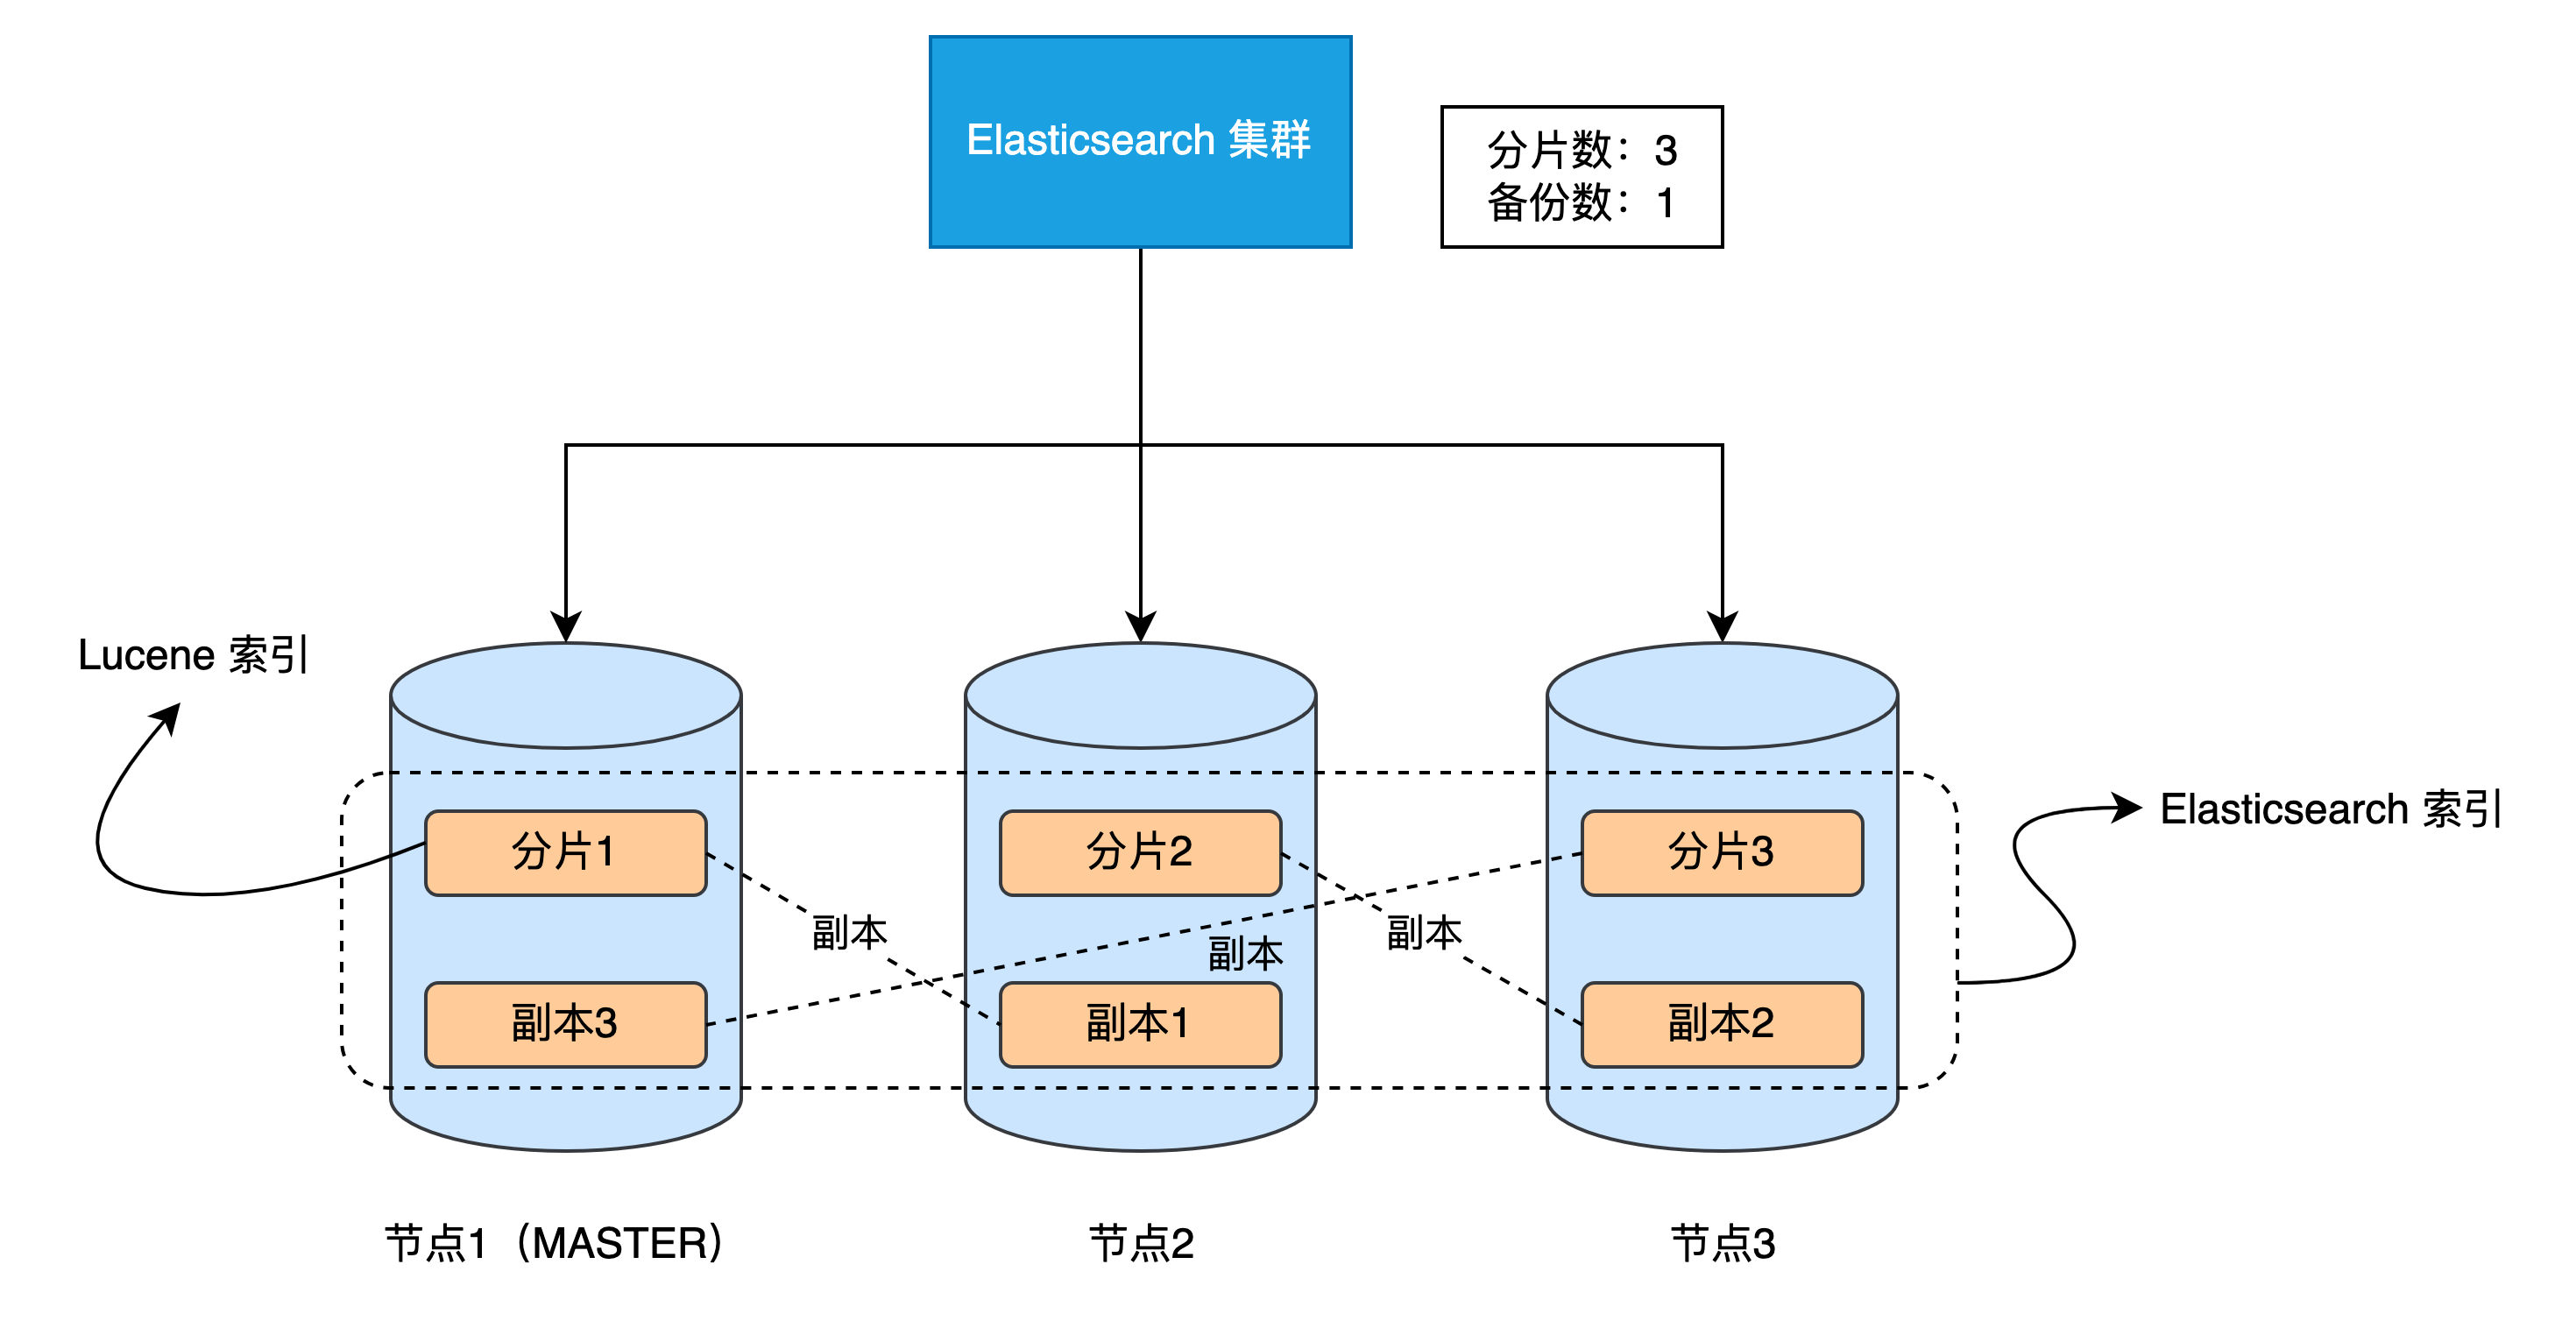 Elasticsearch 集群
分片数：3
备份数：1
Lucene 索引
Elasticsearch 索引
分片1
分片2
分片3
副本
副本
副本
副本3
副本1
副本2
节点1（MASTER）
节点2
节点3